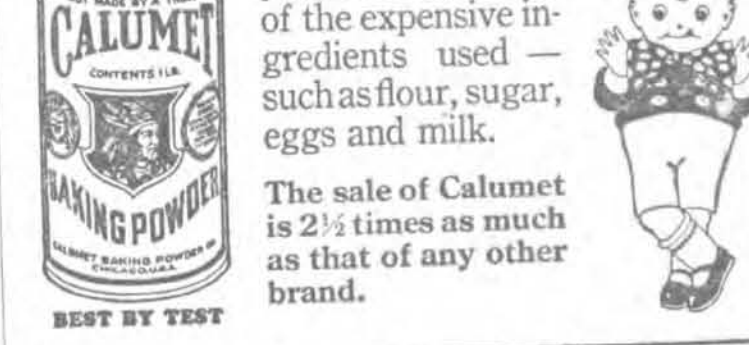 MADE BY A
CALUMET
CONTENTS 1 LB.
BAKING POWDER
CALUMET BAKING POWDER CO.
CHICAGO, U.S.A.
BEST BY TEST
of the expensive in-
gredients used —
such as flour, sugar,
eggs and milk.
The sale of Calumet
is 2½ times as much
as that of any other
brand.